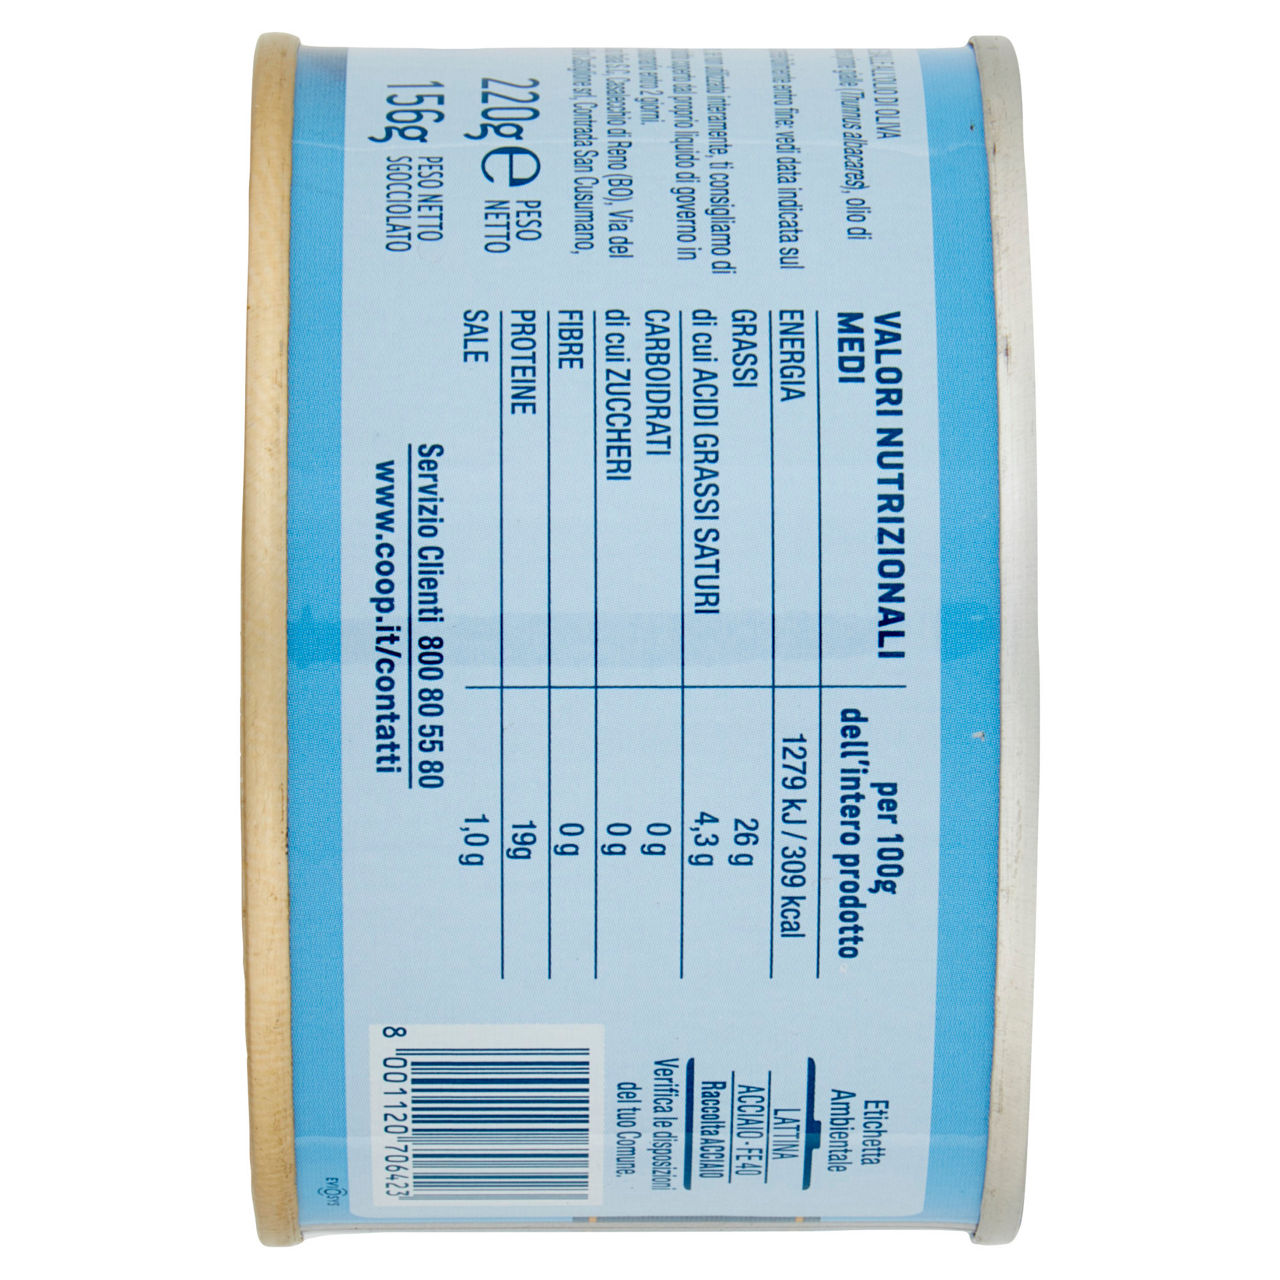 ALL'OLIO DI OLIVA
(Thunnus albacares), olio di
entro fine: vedi data indicata sul
utilizzato interamente, ti consigliamo di
dal proprio liquido di governo in
entro 2 giorni.
Casalecchio di Reno (BO), Via del
Contrada San Cusumano,
220g e PESO
NETTO
156g PESO NETTO
SGOCCIOLATO
VALORI NUTRIZIONALI
MEDI
per 100g
dell'intero prodotto
ENERGIA 1279 kJ / 309 kcal
GRASSI 26 g
di cui ACIDI GRASSI SATURI 4,3 g
CARBOIDRATI 0 g
di cui ZUCCHERI 0 g
FIBRE 0 g
PROTEINE 19g
SALE 1,0 g
Servizio Clienti 800 80 55 80
www.coop.it/contatti
Etichetta
Ambientale
LATTINA
ACCIAIO - FE 40
Raccolta ACCIAIO
Verifica le disposizioni
del tuo Comune.
8 001120 706423
EVIOSYS